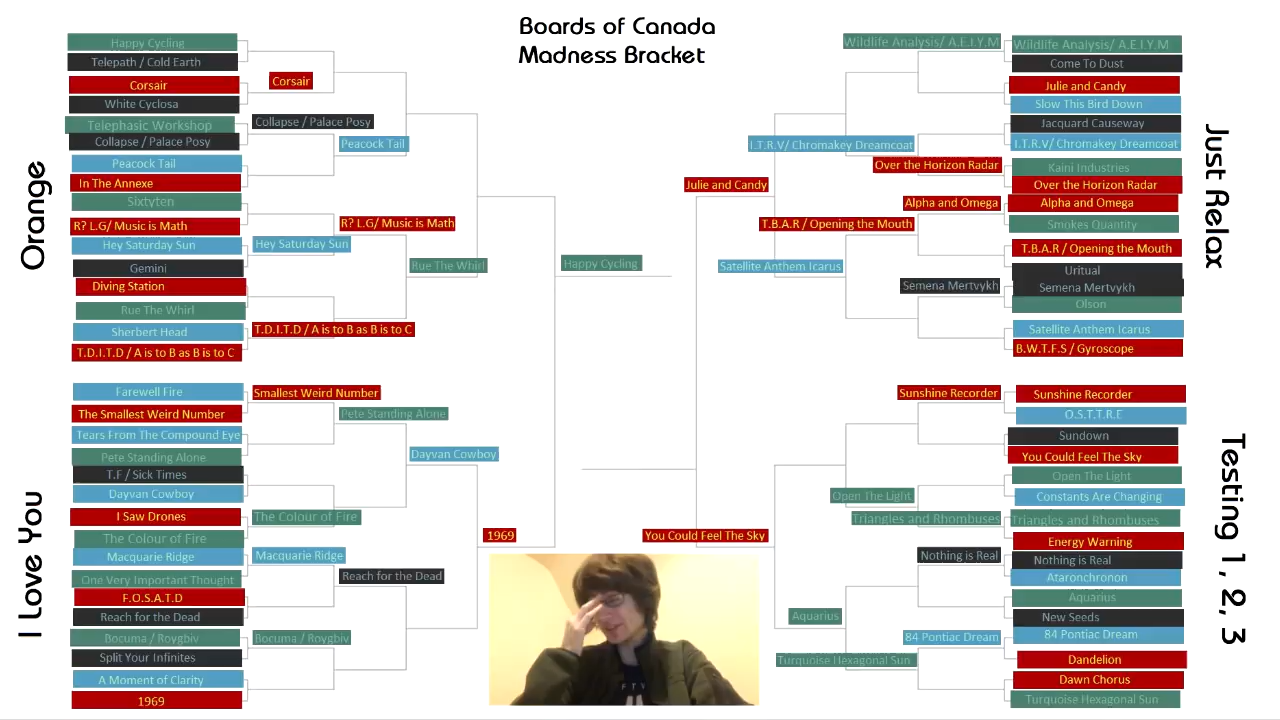 Boards of Canada
Madness Bracket
Orange
Happy Cycling
Telepath / Cold Earth
Corsair
White Cyclosa
Telephasic Workshop
Collapse / Palace Posy
Peacock Tail
In The Annexe
Sixtyten
R? L.G/ Music is Math
Hey Saturday Sun
Gemini
Diving Station
Rue The Whirl
Sherbert Head
T.D.I.T.D / A is to B as B is to C
Corsair
Collapse / Palace Posy
Hey Saturday Sun
T.D.I.T.D / A is to B as B is to C
Peacock Tail
R? L.G/ Music is Math
Rue The Whirl
Happy Cycling
I Love You
Farewell Fire
The Smallest Weird Number
Tears From The Compound Eye
Pete Standing Alone
T.F / Sick Times
Dayvan Cowboy
I Saw Drones
The Colour of Fire
Macquarie Ridge
One Very Important Thought
F.O.S.A.T.D
Reach for the Dead
Bocuma / Roygbiv
Split Your Infinites
A Moment of Clarity
1969
Smallest Weird Number
The Colour of Fire
Macquarie Ridge
Bocuma / Roygbiv
Pete Standing Alone
Reach for the Dead
Dayvan Cowboy
1969
Just Relax
Wildlife Analysis/ A.E.I.Y.M
Come To Dust
Julie and Candy
Slow This Bird Down
Jacquard Causeway
I.T.R.V/ Chromakey Dreamcoat
Kaini Industries
Over the Horizon Radar
Alpha and Omega
Smokes Quantity
T.B.A.R / Opening the Mouth
Uritual
Semena Mertvykh
Olson
Satellite Anthem Icarus
B.W.T.F.S / Gyroscope
Wildlife Analysis/ A.E.I.Y.M
Over the Horizon Radar
Alpha and Omega
Semena Mertvykh
I.T.R.V/ Chromakey Dreamcoat
T.B.A.R / Opening the Mouth
Satellite Anthem Icarus
Julie and Candy
Testing 1, 2, 3
Sunshine Recorder
O.S.T.T.R.E
Sundown
You Could Feel The Sky
Open The Light
Constants Are Changing
Triangles and Rhombuses
Energy Warning
Nothing is Real
Ataronchronon
Aquarius
New Seeds
84 Pontiac Dream
Dandelion
Dawn Chorus
Turquoise Hexagonal Sun
Sunshine Recorder
Triangles and Rhombuses
Nothing is Real
84 Pontiac Dream
Open The Light
Turquoise Hexagonal Sun
Aquarius
You Could Feel The Sky